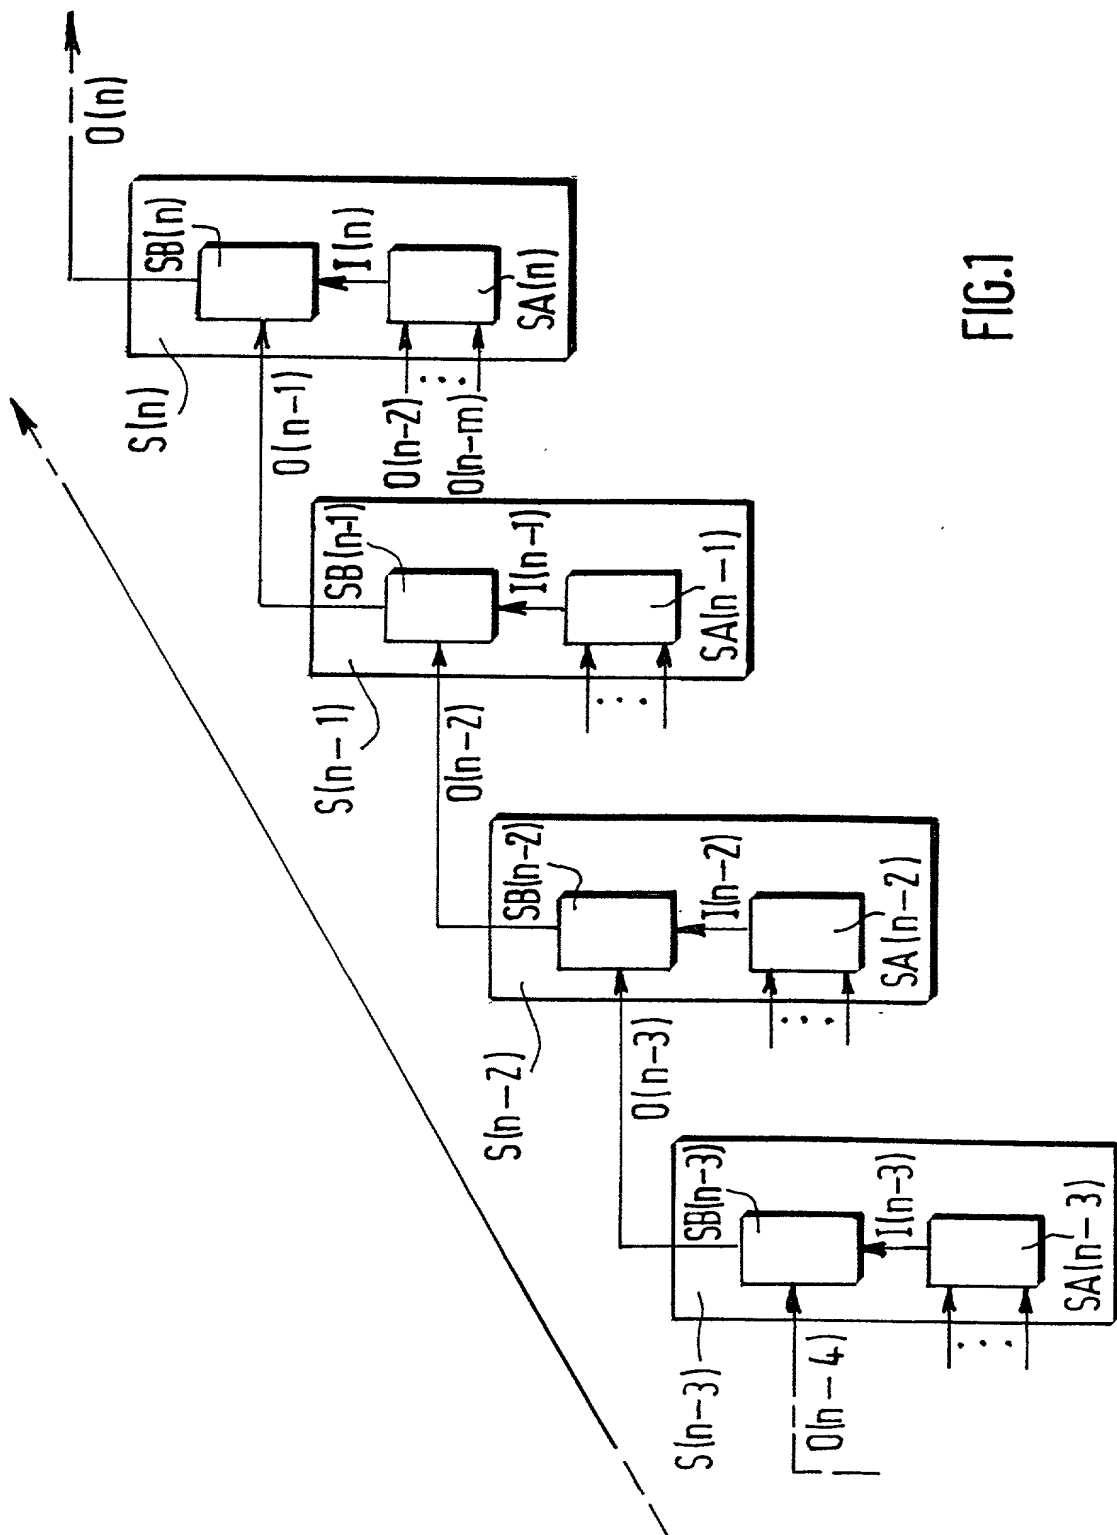 O(n)
SB(n)
I(n)
SA(n)
S(n)
O(n-1)
O(n-2)
O(n-m)
SB(n-1)
I(n-1)
SA(n-1)
S(n-1)
O(n-2)
SB(n-2)
I(n-2)
SA(n-2)
S(n-2)
O(n-3)
SB(n-3)
I(n-3)
SA(n-3)
S(n-3)
O(n-4)
FIG.1